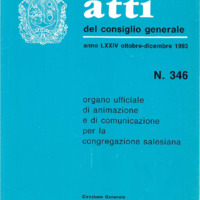 atti
del consiglio generale
anno LXXIV ottobre-dicembre 1993
N. 346
organo ufficiale
di animazione
e di comunicazione
per la
congregazione salesiana
Direzione Generale